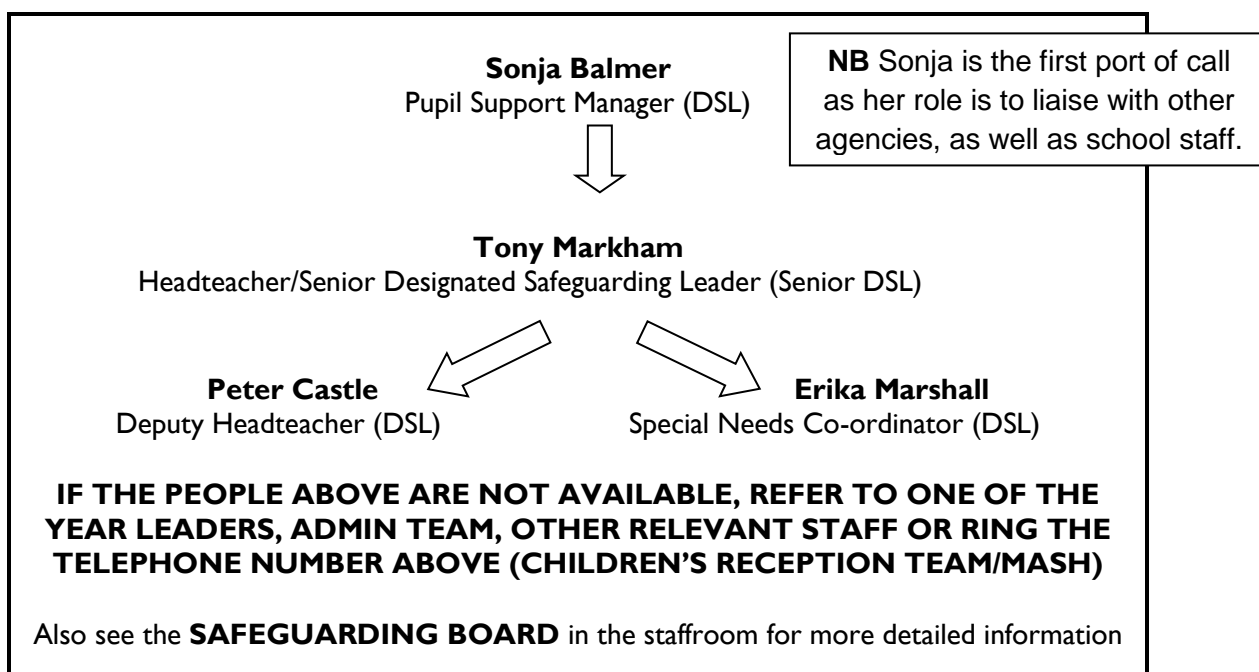 Sonja Balmer
Pupil Support Manager (DSL)
NB Sonja is the first port of call
as her role is to liaise with other
agencies, as well as school staff.
Tony Markham
Headteacher/Senior Designated Safeguarding Leader (Senior DSL)
Peter Castle
Deputy Headteacher (DSL)
Erika Marshall
Special Needs Co-ordinator (DSL)
IF THE PEOPLE ABOVE ARE NOT AVAILABLE, REFER TO ONE OF THE
YEAR LEADERS, ADMIN TEAM, OTHER RELEVANT STAFF OR RING THE
TELEPHONE NUMBER ABOVE (CHILDREN'S RECEPTION TEAM/MASH)
Also see the SAFEGUARDING BOARD in the staffroom for more detailed information